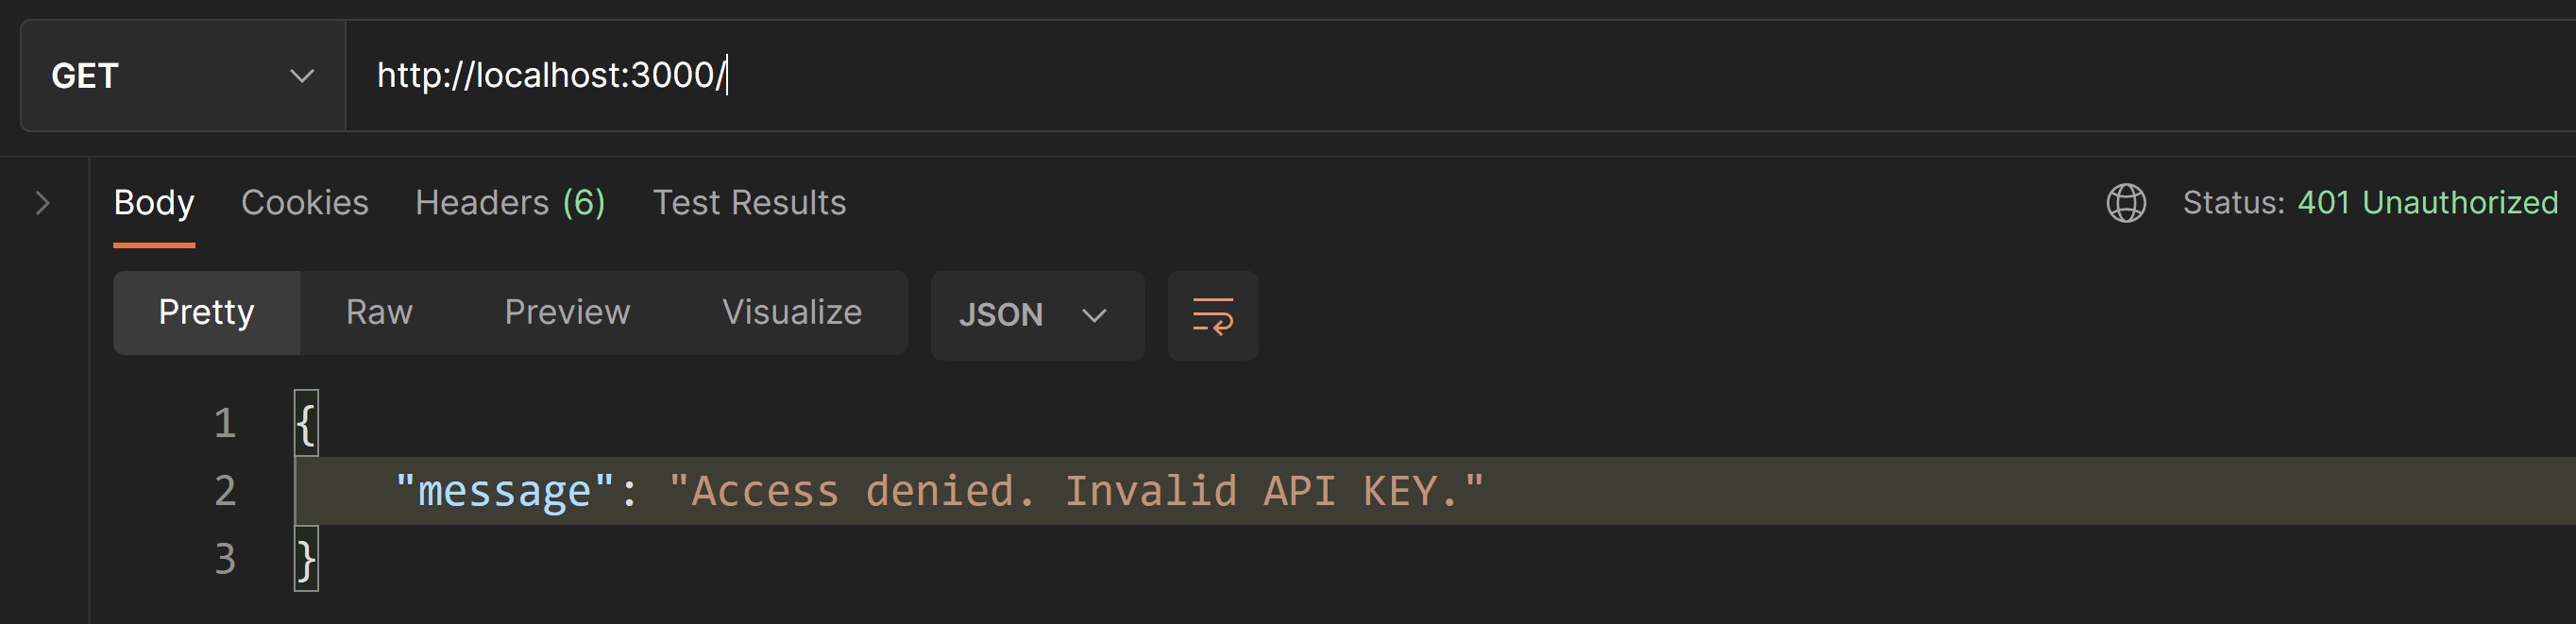 GET http://localhost:3000/
Body Cookies Headers (6) Test Results Status: 401 Unauthorized
Pretty Raw Preview Visualize JSON
1 {
2 "message": "Access denied. Invalid API KEY."
3 }